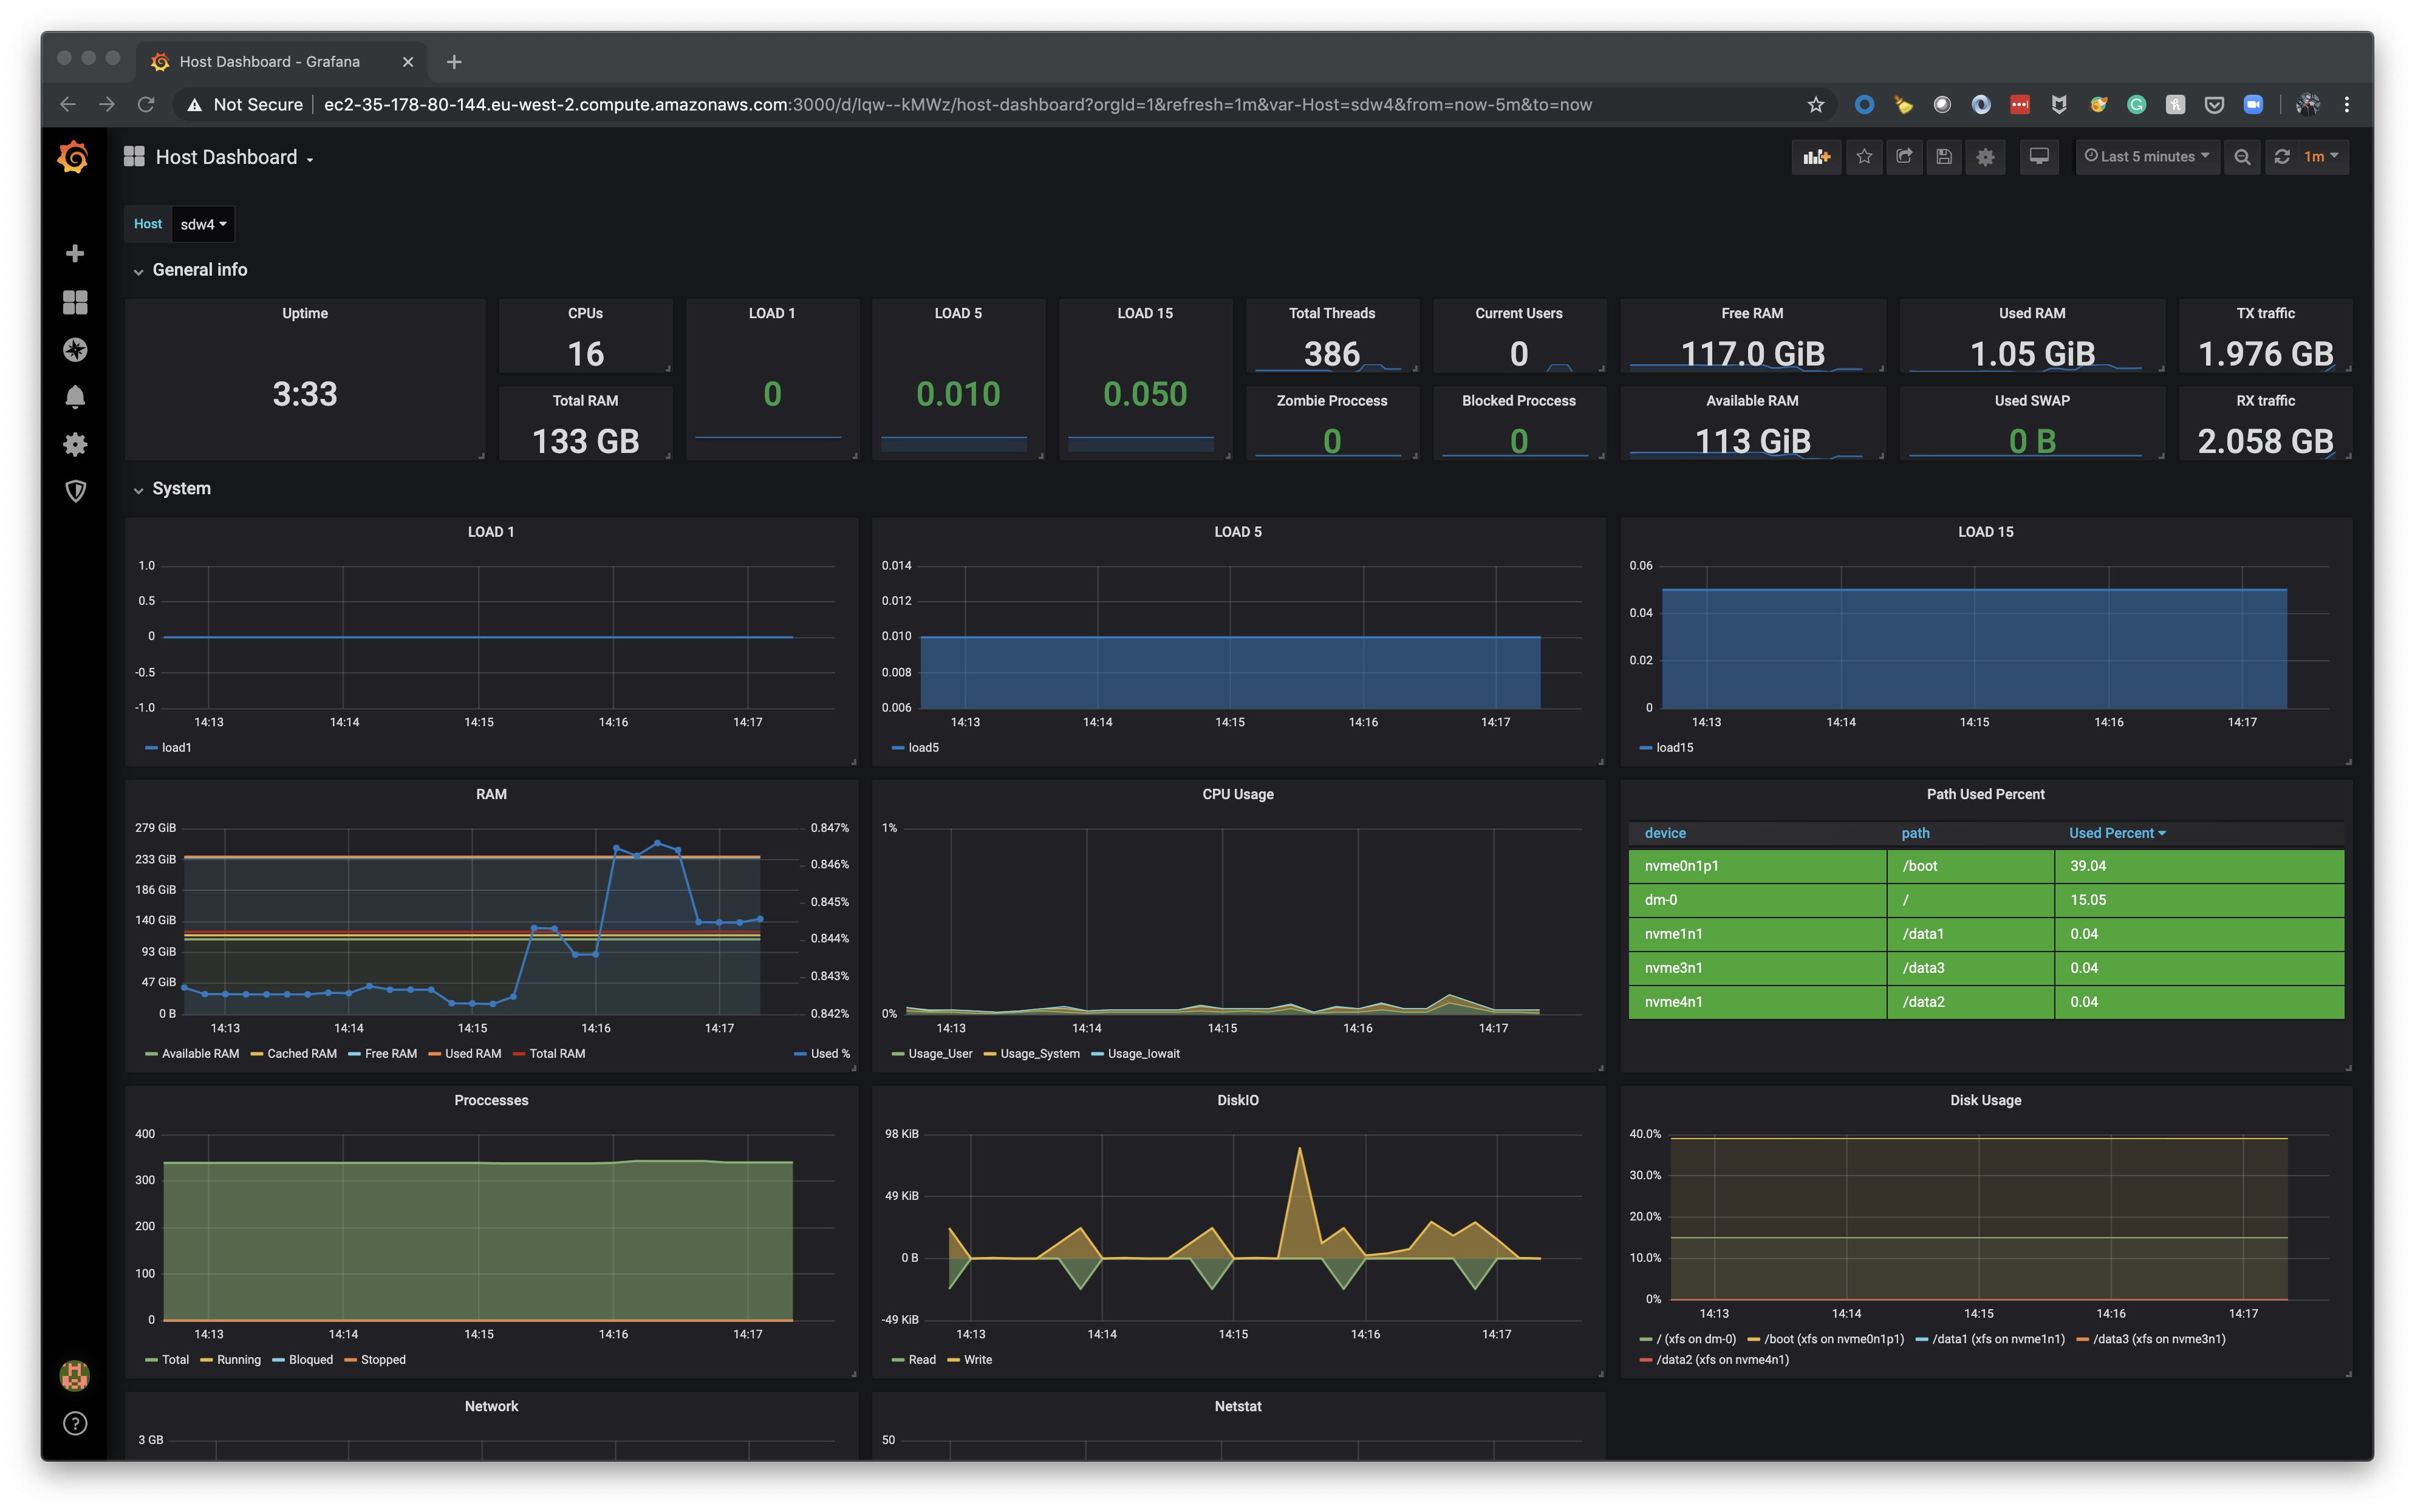 Host Dashboard - Grafana
Not Secure | ec2-35-178-80-144.eu-west-2.compute.amazonaws.com:3000/d/Iqw--kMWz/host-dashboard?orgId=1&refresh=1m&var-Host=sdw4&from=now-5m&to=now
Host Dashboard
Last 5 minutes
1m
Host sdw4
General info
Uptime
3:33
CPUs
16
Total RAM
133 GB
LOAD 1
0
LOAD 5
0.010
LOAD 15
0.050
Total Threads
386
Zombie Proccess
0
Current Users
0
Blocked Proccess
0
Free RAM
117.0 GiB
Available RAM
113 GiB
Used RAM
1.05 GiB
Used SWAP
0 B
TX traffic
1.976 GB
RX traffic
2.058 GB
System
LOAD 1
1.0
0.5
0
-0.5
-1.0
14:13 14:14 14:15 14:16 14:17
load1
LOAD 5
0.014
0.012
0.010
0.008
0.006
14:13 14:14 14:15 14:16 14:17
load5
LOAD 15
0.06
0.04
0.02
0
14:13 14:14 14:15 14:16 14:17
load15
RAM
279 GiB 0.847%
233 GiB 0.846%
186 GiB 0.845%
140 GiB 0.844%
93 GiB 0.843%
47 GiB
0 B 0.842%
14:13 14:14 14:15 14:16 14:17
Available RAM Cached RAM Free RAM Used RAM Total RAM Used %
CPU Usage
1%
0%
14:13 14:14 14:15 14:16 14:17
Usage_User Usage_System Usage_Iowait
Path Used Percent
device path Used Percent
nvme0n1p1 /boot 39.04
dm-0 / 15.05
nvme1n1 /data1 0.04
nvme3n1 /data3 0.04
nvme4n1 /data2 0.04
Proccesses
400
300
200
100
0
14:13 14:14 14:15 14:16 14:17
Total Running Bloqued Stopped
DiskIO
98 KiB
49 KiB
0 B
-49 KiB
14:13 14:14 14:15 14:16 14:17
Read Write
Disk Usage
40.0%
30.0%
20.0%
10.0%
0%
14:13 14:14 14:15 14:16 14:17
/ (xfs on dm-0) /boot (xfs on nvme0n1p1) /data1 (xfs on nvme1n1) /data3 (xfs on nvme3n1)
/data2 (xfs on nvme4n1)
Network
3 GB
Netstat
50